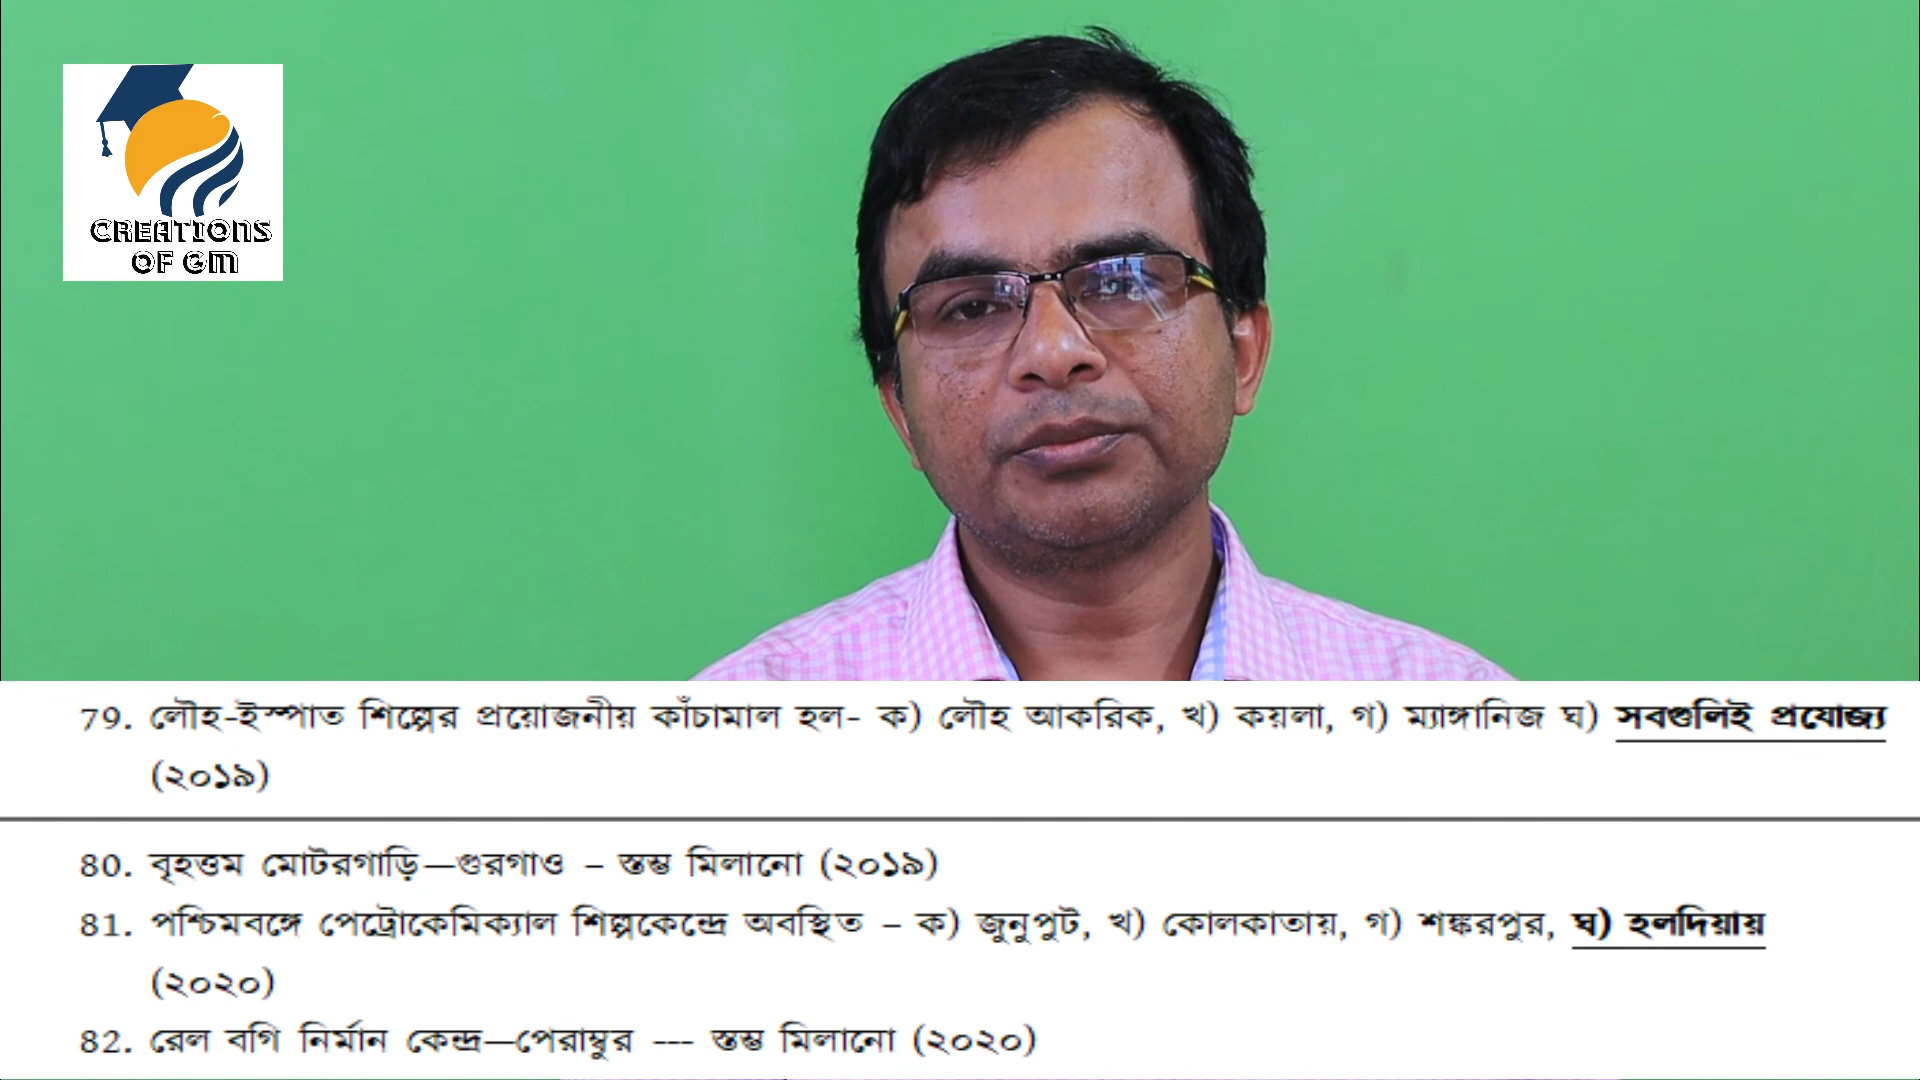 CREATIONS
OF GM
79. লৌহ-ইস্পাত শিল্পের প্রয়োজনীয় কাঁচামাল হল- ক) লৌহ আকরিক, খ) কয়লা, গ) ম্যাঙ্গানিজ ঘ) সবগুলিই প্রযোজ্য
(২০১৯)
80. বৃহত্তম মোটরগাড়ি—গুরগাও – স্তম্ভ মিলানো (২০১৯)
81. পশ্চিমবঙ্গে পেট্রোকেমিক্যাল শিল্পকেন্দ্রে অবস্থিত – ক) জুনুপুট, খ) কোলকাতায়, গ) শঙ্করপুর, ঘ) হলদিয়ায়
(২০২০)
82. রেল বগি নির্মান কেন্দ্র—পেরাম্বুর --- স্তম্ভ মিলানো (২০২০)